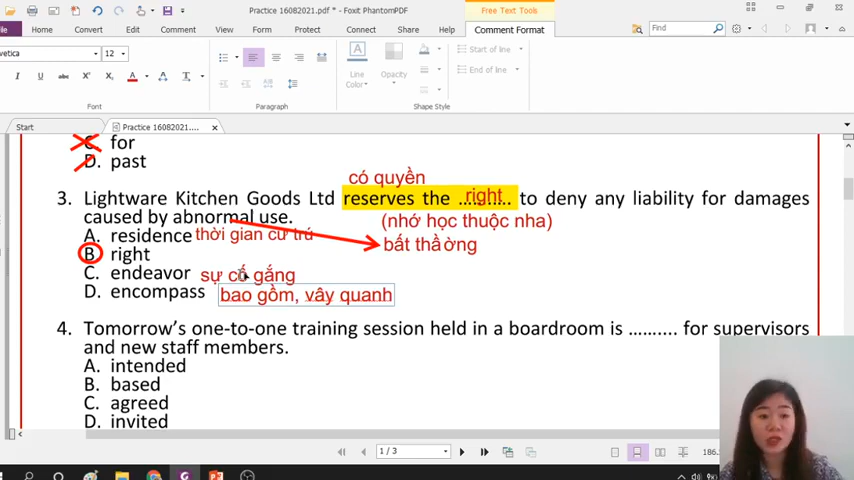 Practice 16082021.pdf * - Foxit PhantomPDF
Free Text Tools
Home Convert Edit Organize Comment View Form Protect Connect Share Help Comment Format
Find
elvetica 12
Start of line
End of line
Line Color
Opacity
Font Paragraph Shape Style
Start Practice 16082021....
C. for
D. past
có quyền
3. Lightware Kitchen Goods Ltd reserves the .......... to deny any liability for damages
right
caused by abnormal use.
(nhớ học thuộc nha)
A. residence thời gian cư trú
bất thầờng
B. right
C. endeavor sự cố gắng
D. encompass bao gồm, vây quanh
4. Tomorrow's one-to-one training session held in a boardroom is .......... for supervisors
and new staff members.
A. intended
B. based
C. agreed
D. invited
1 / 3